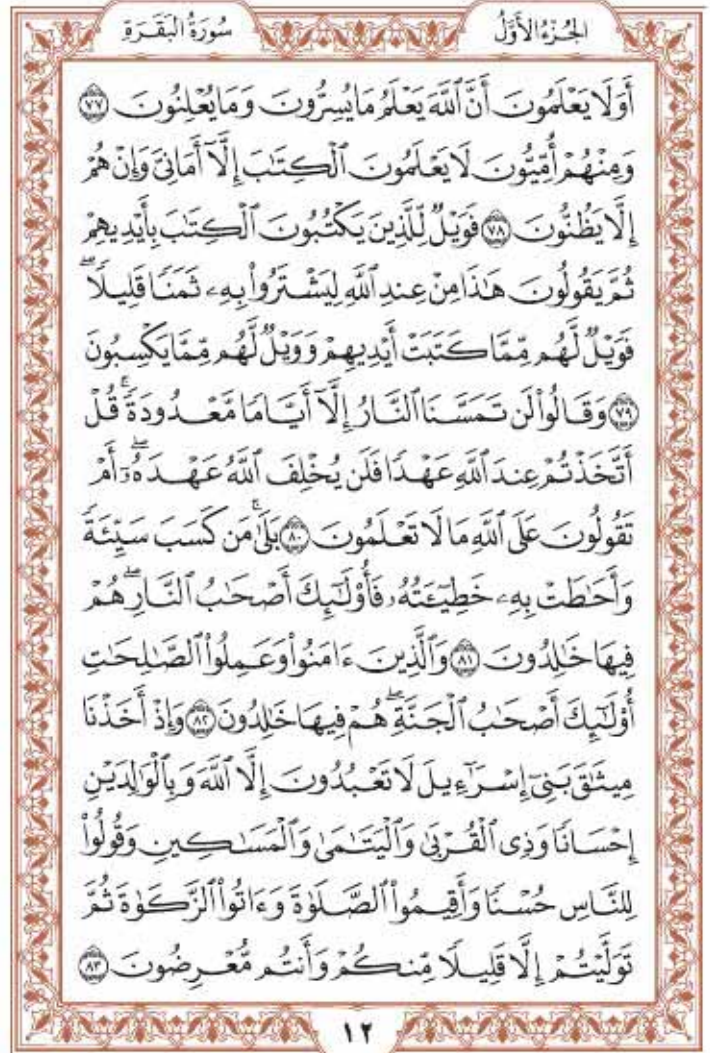 الجُزْءُ الأَوَّلُ
سُورَةُ البَقَرَةِ
أَوَلَا يَعْلَمُونَ أَنَّ ٱللَّهَ يَعْلَمُ مَا يُسِرُّونَ وَمَا يُعْلِنُونَ ٧٧
وَمِنْهُمْ أُمِّيُّونَ لَا يَعْلَمُونَ ٱلْكِتَٰبَ إِلَّآ أَمَانِىَّ وَإِنْ هُمْ
إِلَّا يَظُنُّونَ ٧٨ فَوَيْلٌ لِّلَّذِينَ يَكْتُبُونَ ٱلْكِتَٰبَ بِأَيْدِيهِمْ
ثُمَّ يَقُولُونَ هَٰذَا مِنْ عِندِ ٱللَّهِ لِيَشْتَرُوا۟ بِهِۦ ثَمَنًا قَلِيلًا ۖ
فَوَيْلٌ لَّهُم مِّمَّا كَتَبَتْ أَيْدِيهِمْ وَوَيْلٌ لَّهُم مِّمَّا يَكْسِبُونَ
٧٩ وَقَالُوا۟ لَن تَمَسَّنَا ٱلنَّارُ إِلَّآ أَيَّامًا مَّعْدُودَةً ۚ قُلْ
أَتَّخَذْتُمْ عِندَ ٱللَّهِ عَهْدًا فَلَن يُخْلِفَ ٱللَّهُ عَهْدَهُۥٓ ۖ أَمْ
تَقُولُونَ عَلَى ٱللَّهِ مَا لَا تَعْلَمُونَ ٨٠ بَلَىٰ ۚ مَن كَسَبَ سَيِّئَةً
وَأَحَٰطَتْ بِهِۦ خَطِيٓـَٔتُهُۥ فَأُو۟لَٰٓئِكَ أَصْحَٰبُ ٱلنَّارِ ۖ هُمْ
فِيهَا خَٰلِدُونَ ٨١ وَٱلَّذِينَ ءَامَنُوا۟ وَعَمِلُوا۟ ٱلصَّٰلِحَٰتِ
أُو۟لَٰٓئِكَ أَصْحَٰبُ ٱلْجَنَّةِ ۖ هُمْ فِيهَا خَٰلِدُونَ ٨٢ وَإِذْ أَخَذْنَا
مِيثَٰقَ بَنِىٓ إِسْرَٰٓءِيلَ لَا تَعْبُدُونَ إِلَّا ٱللَّهَ وَبِٱلْوَٰلِدَيْنِ
إِحْسَانًا وَذِى ٱلْقُرْبَىٰ وَٱلْيَتَٰمَىٰ وَٱلْمَسَٰكِينِ وَقُولُوا۟
لِلنَّاسِ حُسْنًا وَأَقِيمُوا۟ ٱلصَّلَوٰةَ وَءَاتُوا۟ ٱلزَّكَوٰةَ ثُمَّ
تَوَلَّيْتُمْ إِلَّا قَلِيلًا مِّنكُمْ وَأَنتُم مُّعْرِضُونَ ٨٣
١٢